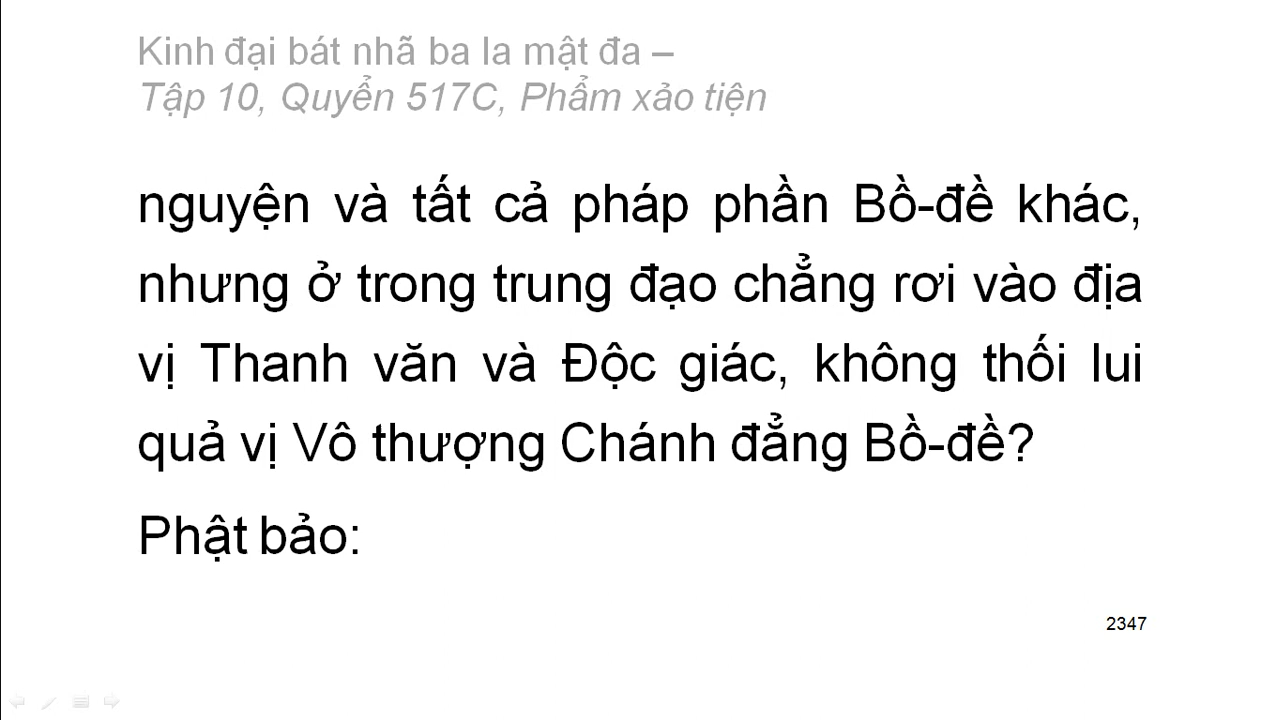 Kinh đại bát nhã ba la mật đa –
Tập 10, Quyển 517C, Phẩm xảo tiện
nguyện và tất cả pháp phần Bồ-đề khác,
nhưng ở trong trung đạo chẳng rơi vào địa
vị Thanh văn và Độc giác, không thối lui
quả vị Vô thượng Chánh đẳng Bồ-đề?
Phật bảo:
2347